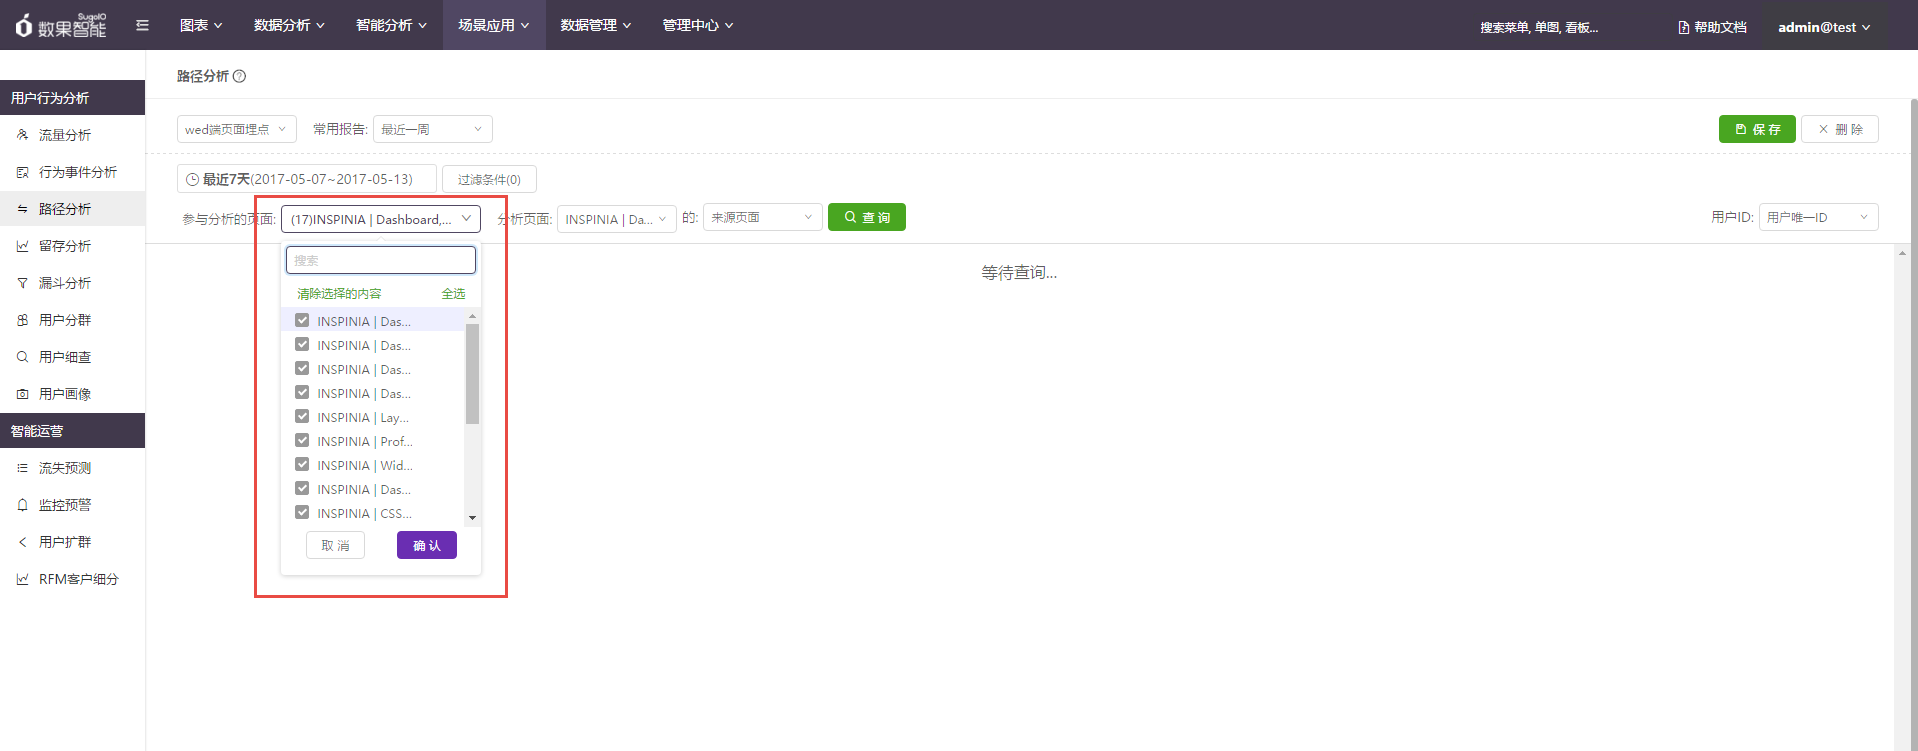 SugoIO
数果智能
图表
数据分析
智能分析
场景应用
数据管理
管理中心
搜索菜单, 单图, 看板...
帮助文档
admin@test
用户行为分析
流量分析
行为事件分析
路径分析
留存分析
漏斗分析
用户分群
用户细查
用户画像
智能运营
流失预测
监控预警
用户扩群
RFM客户细分
路径分析
wed端页面埋点
常用报告:
最近一周
保 存
删 除
最近7天(2017-05-07~2017-05-13)
过滤条件(0)
参与分析的页面:
(17)INSPINIA | Dashboard,...
分析页面:
INSPINIA | Da...
的:
来源页面
查 询
用户ID:
用户唯一ID
搜索
清除选择的内容
全选
INSPINIA | Das...
INSPINIA | Das...
INSPINIA | Das...
INSPINIA | Das...
INSPINIA | Lay...
INSPINIA | Prof...
INSPINIA | Wid...
INSPINIA | Das...
INSPINIA | CSS...
取 消
确 认
等待查询...